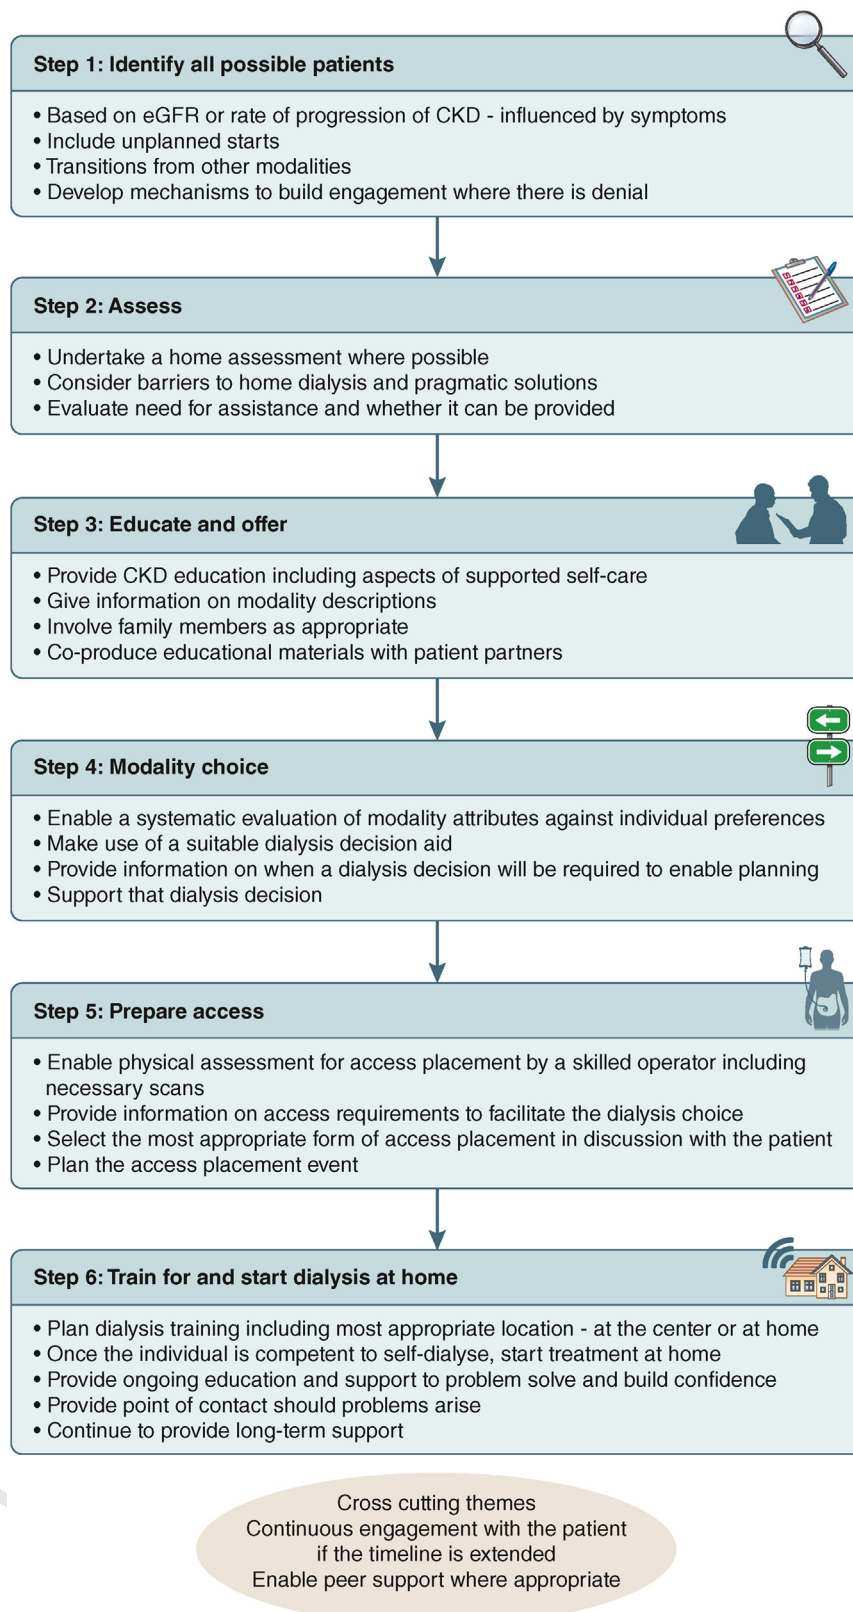 Step 1: Identify all possible patients
• Based on eGFR or rate of progression of CKD - influenced by symptoms
• Include unplanned starts
• Transitions from other modalities
• Develop mechanisms to build engagement where there is denial
Step 2: Assess
• Undertake a home assessment where possible
• Consider barriers to home dialysis and pragmatic solutions
• Evaluate need for assistance and whether it can be provided
Step 3: Educate and offer
• Provide CKD education including aspects of supported self-care
• Give information on modality descriptions
• Involve family members as appropriate
• Co-produce educational materials with patient partners
Step 4: Modality choice
• Enable a systematic evaluation of modality attributes against individual preferences
• Make use of a suitable dialysis decision aid
• Provide information on when a dialysis decision will be required to enable planning
• Support that dialysis decision
Step 5: Prepare access
• Enable physical assessment for access placement by a skilled operator including
necessary scans
• Provide information on access requirements to facilitate the dialysis choice
• Select the most appropriate form of access placement in discussion with the patient
• Plan the access placement event
Step 6: Train for and start dialysis at home
• Plan dialysis training including most appropriate location - at the center or at home
• Once the individual is competent to self-dialyse, start treatment at home
• Provide ongoing education and support to problem solve and build confidence
• Provide point of contact should problems arise
• Continue to provide long-term support
Cross cutting themes
Continuous engagement with the patient
if the timeline is extended
Enable peer support where appropriate